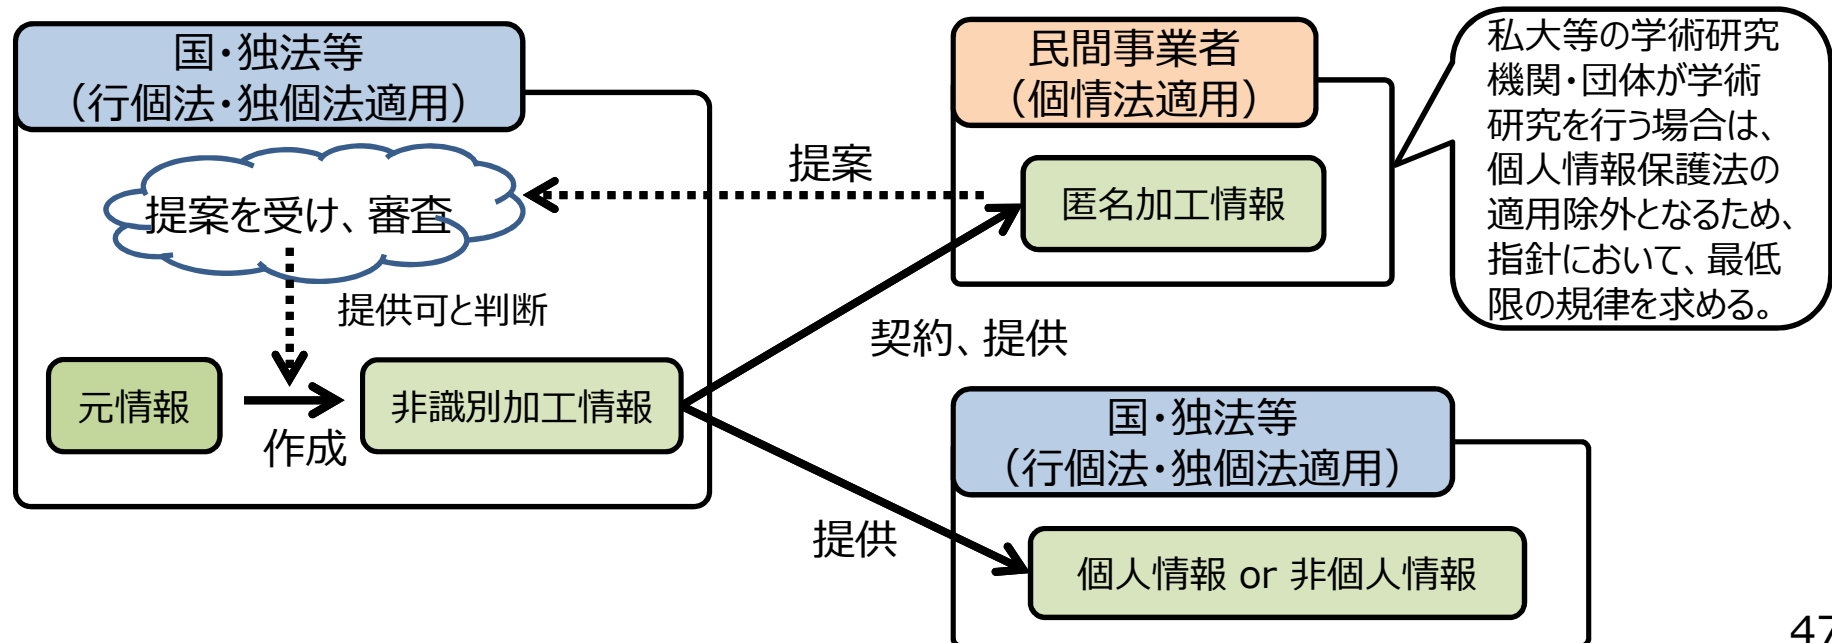 国・独法等
（行個法・独個法適用）
提案を受け、審査
提供可と判断
元情報
作成
非識別加工情報
提案
民間事業者
（個情法適用）
匿名加工情報
契約、提供
私大等の学術研究
機関・団体が学術
研究を行う場合は、
個人情報保護法の
適用除外となるため、
指針において、最低
限の規律を求める。
提供
国・独法等
（行個法・独個法適用）
個人情報 or 非個人情報
47